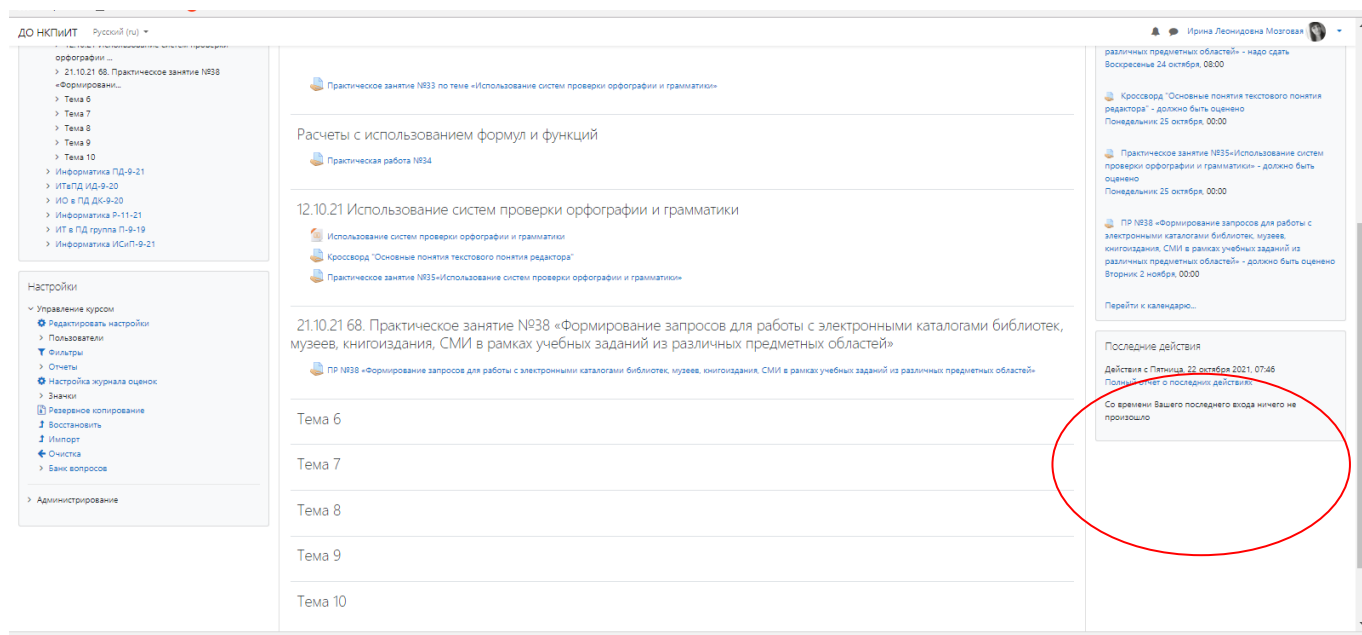 ДО НКПиИТ Русский (ru)
Ирина Леонидовна Мозговая
12.10.21 Использование систем проверки
орфографии ...
21.10.21 68. Практическое занятие №38
«Формировани...
Тема 6
Тема 7
Тема 8
Тема 9
Тема 10
Информатика ПД-9-21
ИТвПД ИД-9-20
ИО в ПД ДК-9-20
Информатика Р-11-21
ИТ в ПД группа П-9-19
Информатика ИСиП-9-21
Настройки
Управление курсом
Редактировать настройки
Пользователи
Фильтры
Отчеты
Настройка журнала оценок
Значки
Резервное копирование
Восстановить
Импорт
Очистка
Банк вопросов
Администрирование
Практическое занятие №33 по теме «Использование систем проверки орфографии и грамматики»
Расчеты с использованием формул и функций
Практическая работа №34
12.10.21 Использование систем проверки орфографии и грамматики
Использование систем проверки орфографии и грамматики
Кроссворд "Основные понятия текстового понятия редактора"
Практическое занятие №35«Использование систем проверки орфографии и грамматики»
21.10.21 68. Практическое занятие №38 «Формирование запросов для работы с электронными каталогами библиотек,
музеев, книгоиздания, СМИ в рамках учебных заданий из различных предметных областей»
ПР №38 «Формирование запросов для работы с электронными каталогами библиотек, музеев, книгоиздания, СМИ в рамках учебных заданий из различных предметных областей»
Тема 6
Тема 7
Тема 8
Тема 9
Тема 10
различных предметных областей» - надо сдать
Воскресенье 24 октября, 08:00
Кроссворд "Основные понятия текстового понятия
редактора" - должно быть оценено
Понедельник 25 октября, 00:00
Практическое занятие №35«Использование систем
проверки орфографии и грамматики» - должно быть
оценено
Понедельник 25 октября, 00:00
ПР №38 «Формирование запросов для работы с
электронными каталогами библиотек, музеев,
книгоиздания, СМИ в рамках учебных заданий из
различных предметных областей» - должно быть оценено
Вторник 2 ноября, 00:00
Перейти к календарю...
Последние действия
Действия с Пятница, 22 октября 2021, 07:46
Полный отчет о последних действиях
Со времени Вашего последнего входа ничего не
произошло